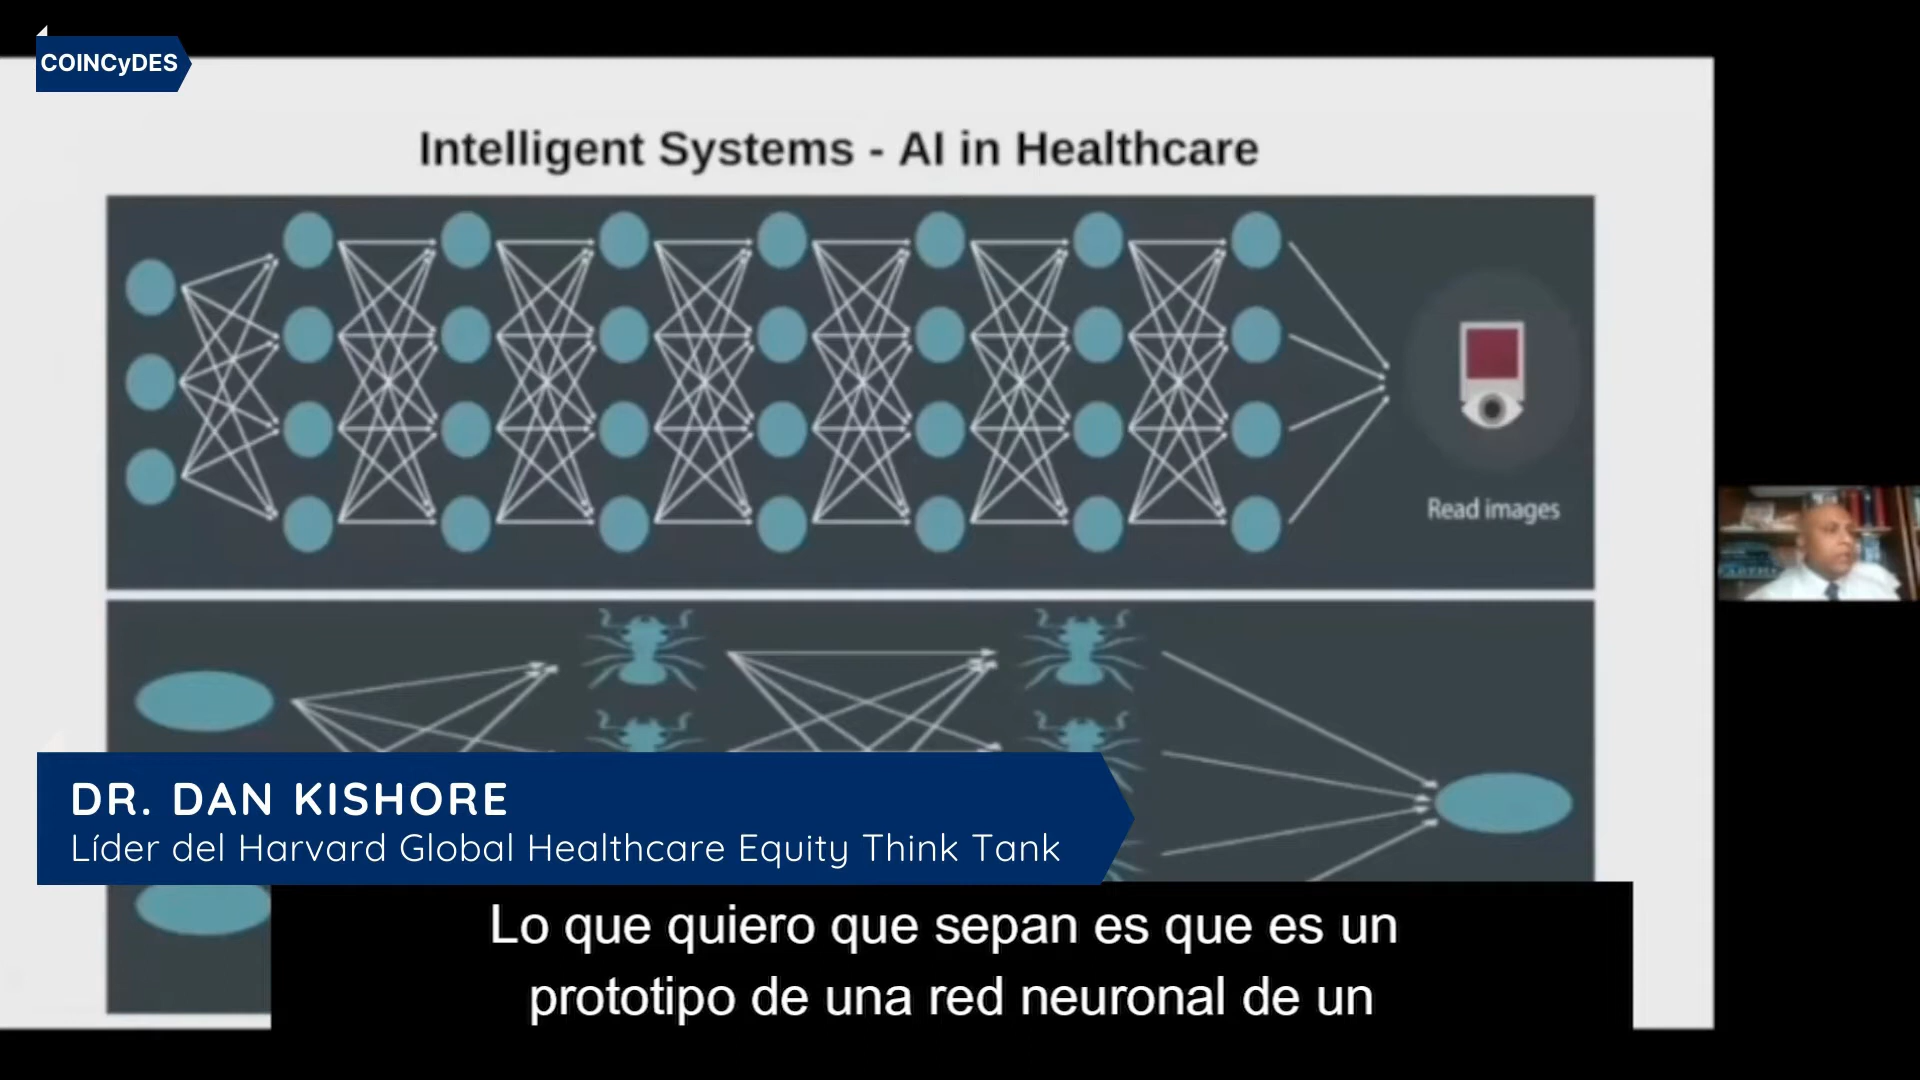 COINCyDES
Intelligent Systems - AI in Healthcare
Read images
DR. DAN KISHORE
Líder del Harvard Global Healthcare Equity Think Tank
Lo que quiero que sepan es que es un
prototipo de una red neuronal de un